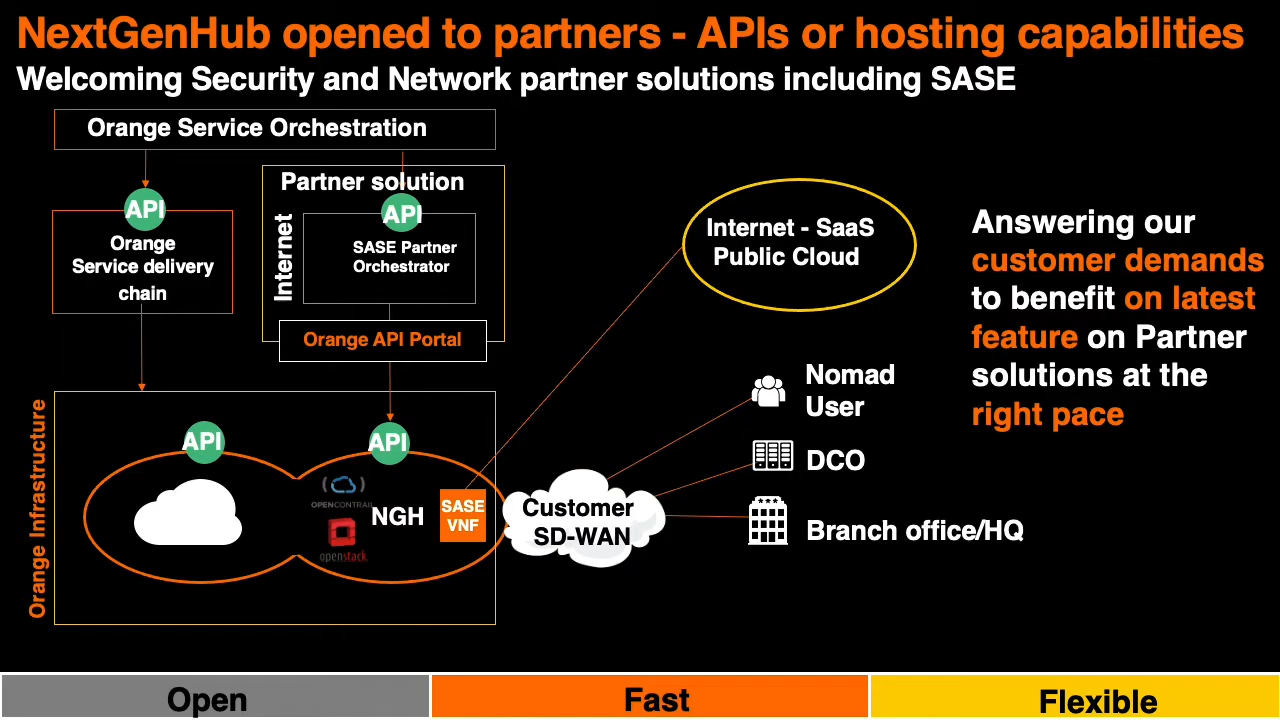 NextGenHub opened to partners - APIs or hosting capabilities
Welcoming Security and Network partner solutions including SASE
Orange Service Orchestration
Partner solution
API
API
Internet
Orange
Service delivery
chain
SASE Partner
Orchestrator
Orange API Portal
Internet - SaaS
Public Cloud
Answering our
customer demands
to benefit on latest
feature on Partner
solutions at the
right pace
Nomad
User
DCO
Branch office/HQ
Orange Infrastructure
API
API
OPENCONTRAIL
openstack
NGH
SASE
VNF
Customer
SD-WAN
Open
Fast
Flexible